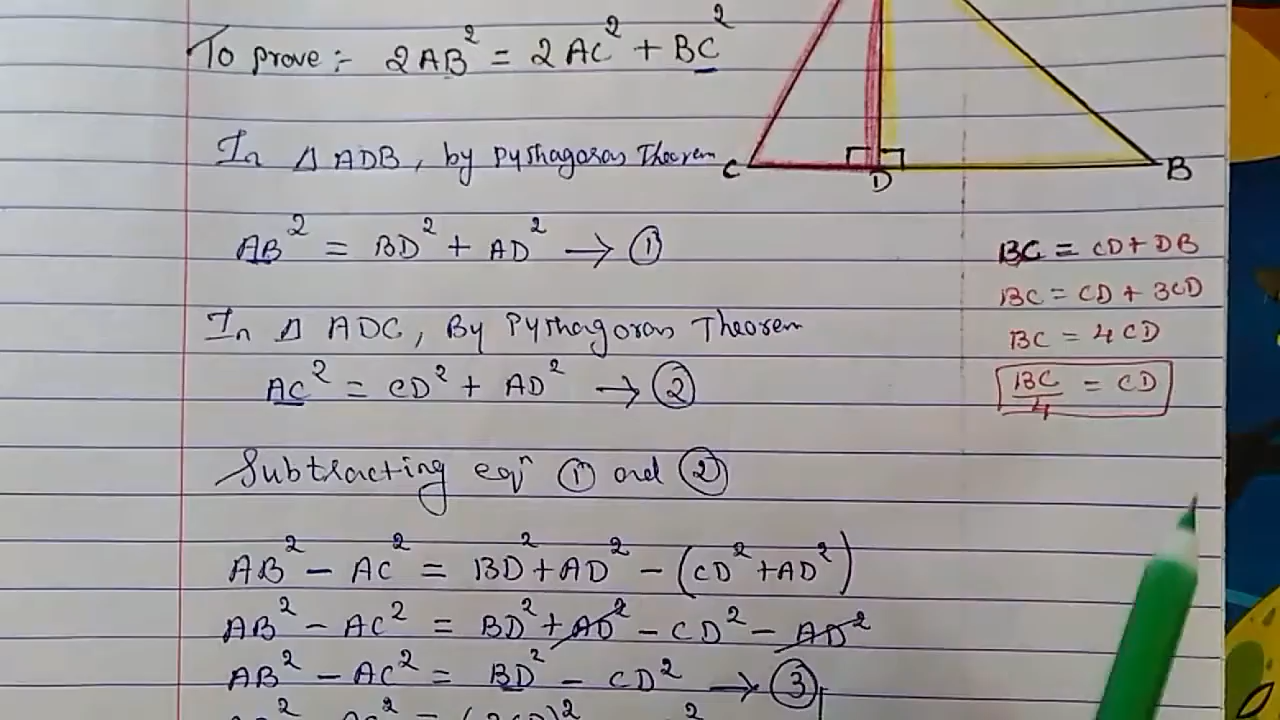 To prove :- 2AB² = 2AC² + BC²
C
D
B
In Δ ADB, by Pythagoras Theorem
AB² = BD² + AD² → ①
In Δ ADC, By Pythagoras Theorem
AC² = CD² + AD² → ②
BC = CD + DB
BC = CD + 3CD
BC = 4CD
BC/4 = CD
Subtracting eqⁿ ① and ②
AB² - AC² = BD² + AD² - (CD² + AD²)
AB² - AC² = BD² + AD² - CD² - AD²
AB² - AC² = BD² - CD² → ③